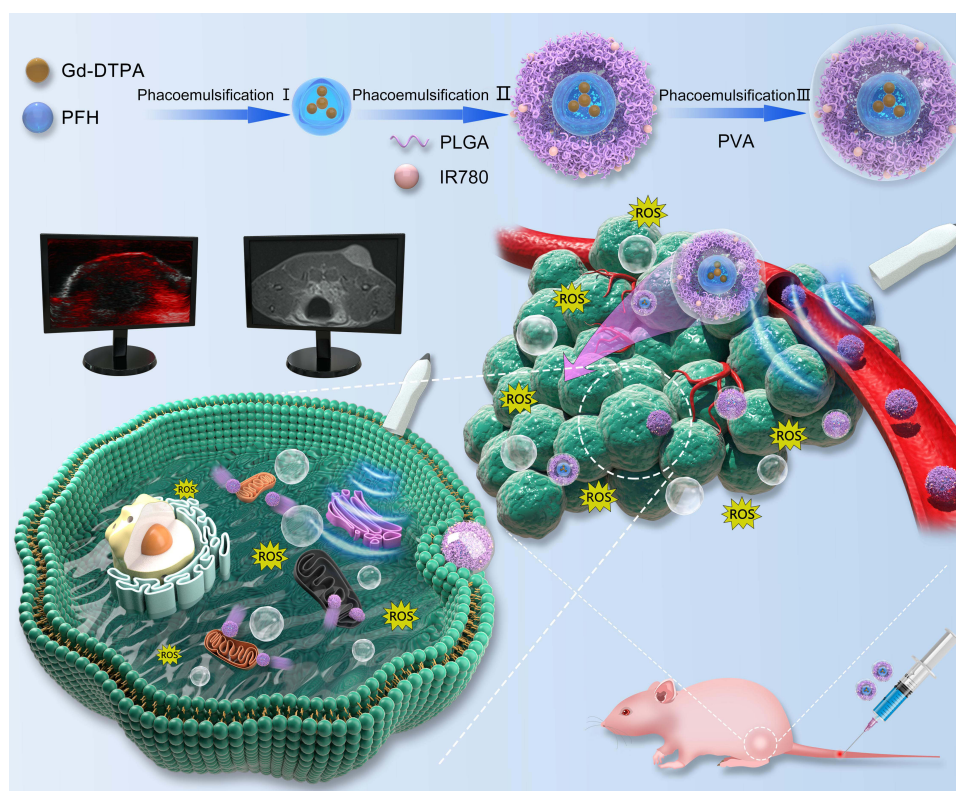 Gd-DTPA
PFH
Phacoemulsification Ⅰ
Phacoemulsification Ⅱ
PLGA
IR780
Phacoemulsification Ⅲ
PVA
ROS
ROS
ROS
ROS
ROS
ROS
ROS
ROS
ROS
ROS